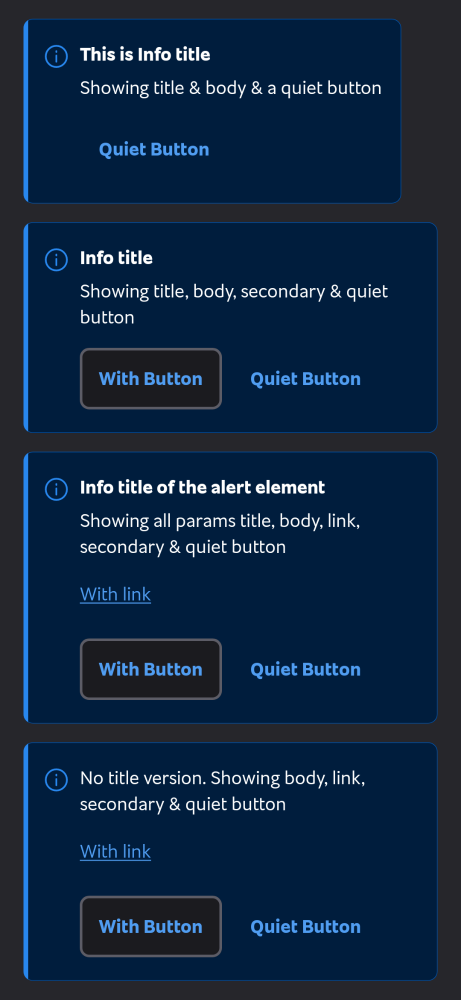 This is Info title
Showing title & body & a quiet button
Quiet Button
Info title
Showing title, body, secondary & quiet
button
With Button
Quiet Button
Info title of the alert element
Showing all params title, body, link,
secondary & quiet button
With link
With Button
Quiet Button
No title version. Showing body, link,
secondary & quiet button
With link
With Button
Quiet Button